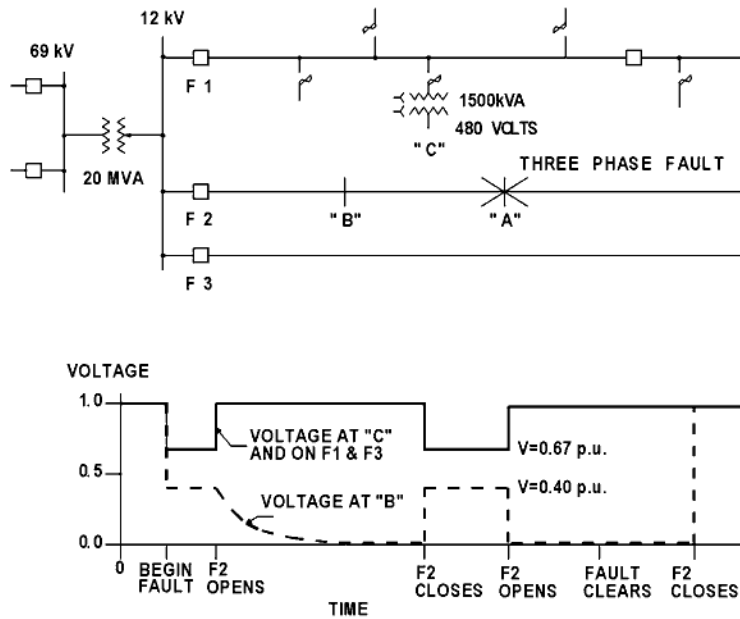 12 kV
69 kV
F 1
1500kVA
480 VOLTS
"C"
THREE PHASE FAULT
20 MVA
F 2
"B"
"A"
F 3
VOLTAGE
1.0
VOLTAGE AT "C"
AND ON F1 & F3
V=0.67 p.u.
0.5
V=0.40 p.u.
VOLTAGE AT "B"
0.0
0
BEGIN
FAULT
F2
OPENS
F2
CLOSES
F2
OPENS
FAULT
CLEARS
F2
CLOSES
TIME